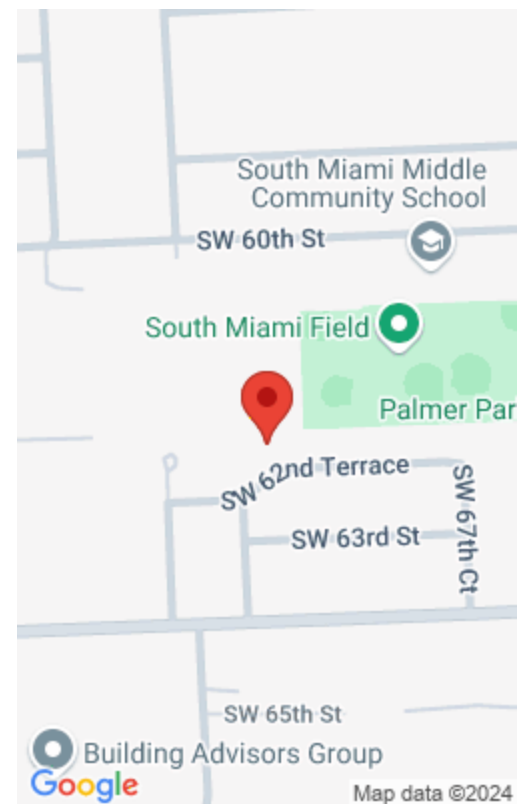 South Miami Middle
Community School
SW 60th St
South Miami Field
Palmer Par
SW 62nd Terrace
SW 67th Ct
SW 63rd St
SW 65th St
Building Advisors Group
Google
Map data ©2024